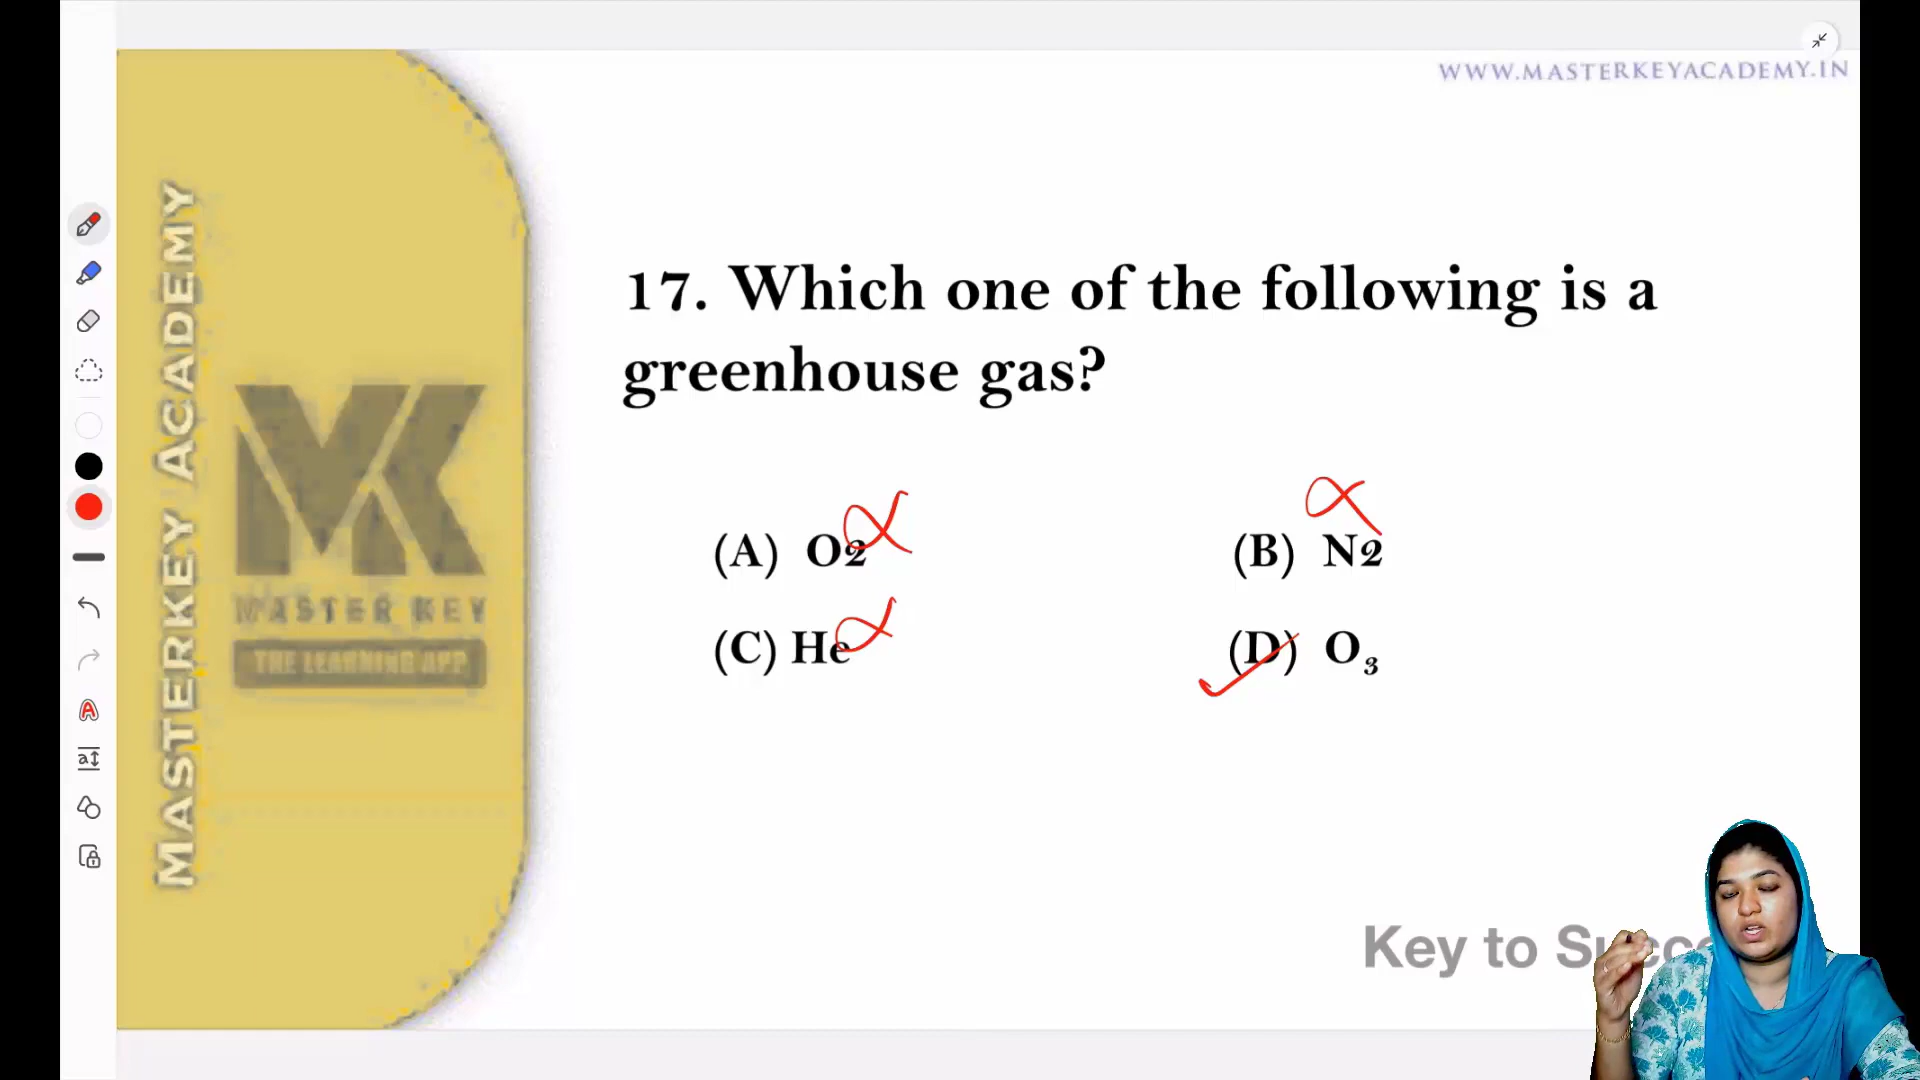 WWW.MASTERKEYACADEMY.IN
MASTERKEY ACADEMY
MASTER KEY
THE LEARNING APP
17. Which one of the following is a
greenhouse gas?
(A) O2
(B) N2
(C) He
(D) O₃
Key to